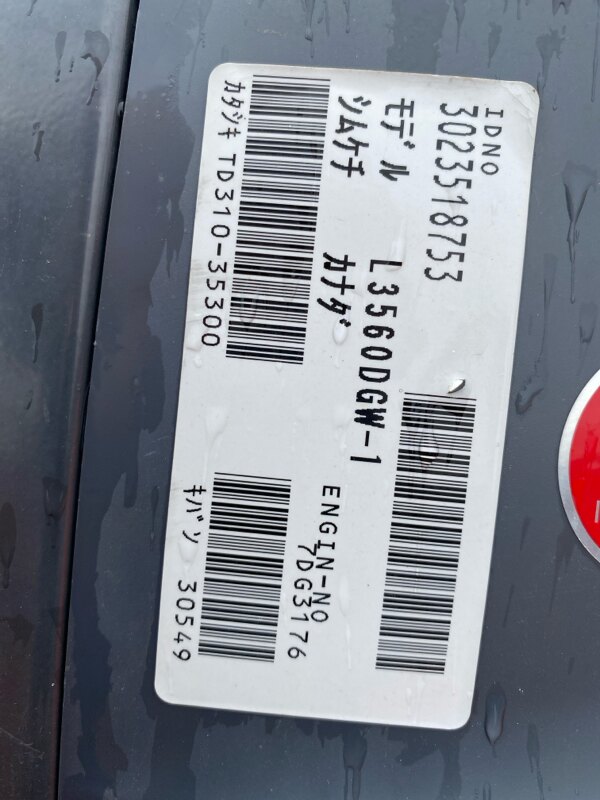 IDNO
3023518753
モデル L3560DGW-1
シムケチ カナダ
カタシキ TD310-35300
ENGIN-NO
7DG3176
キバン 30549